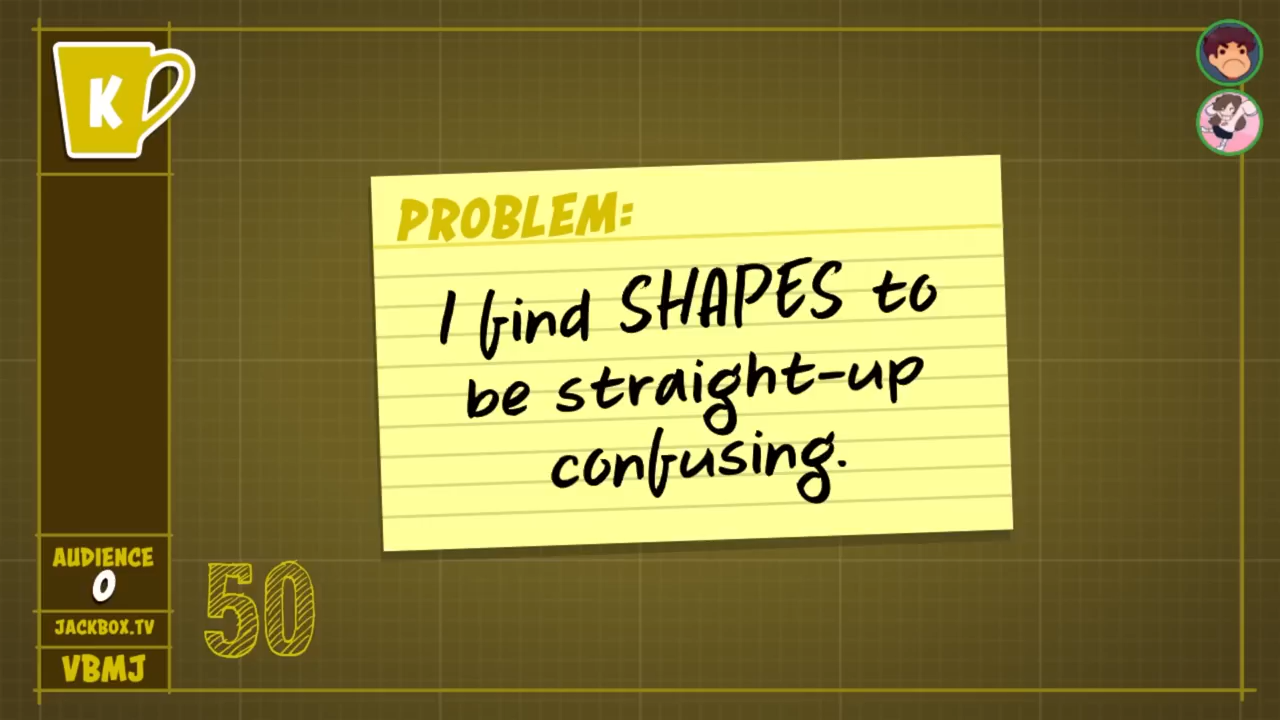 K
PROBLEM:
I find SHAPES to
be straight-up
confusing.
AUDIENCE
0
JACKBOX.TV
VBMJ
50